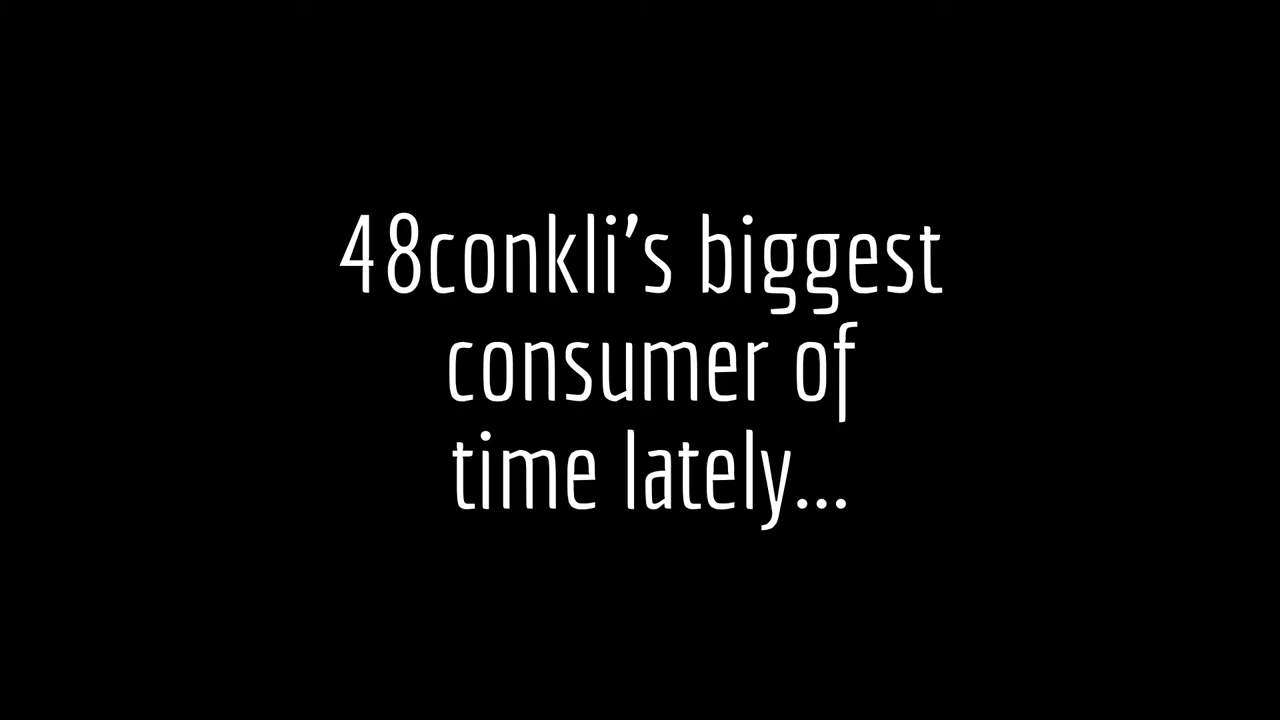 48conkli’s biggest
consumer of
time lately...